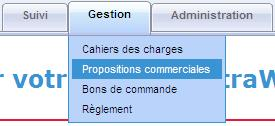 Suivi Gestion Administration
Cahiers des charges
r votr Propositions commerciales traW
Bons de commande
Règlement